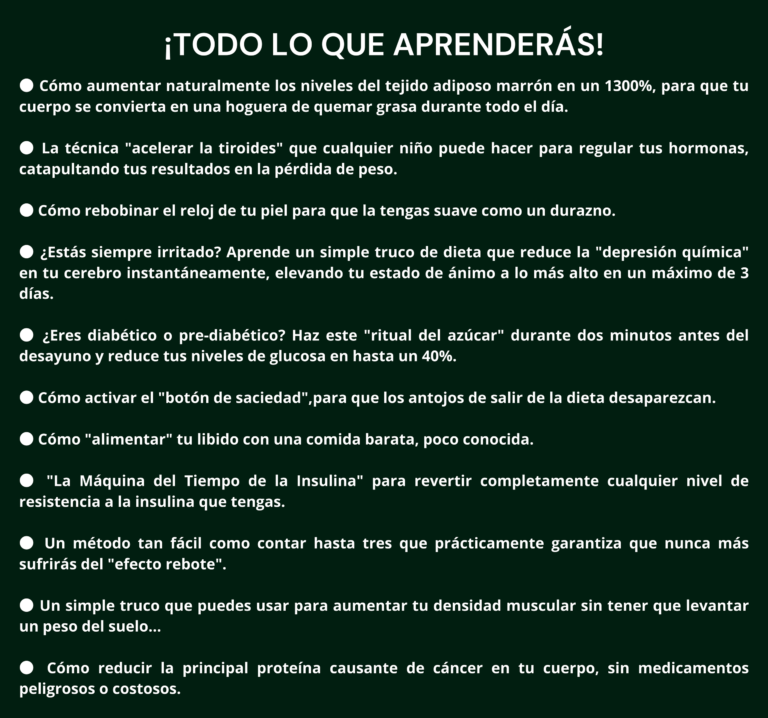 ¡TODO LO QUE APRENDERÁS!
● Cómo aumentar naturalmente los niveles del tejido adiposo marrón en un 1300%, para que tu
cuerpo se convierta en una hoguera de quemar grasa durante todo el día.
● La técnica "acelerar la tiroides" que cualquier niño puede hacer para regular tus hormonas,
catapultando tus resultados en la pérdida de peso.
● Cómo rebobinar el reloj de tu piel para que la tengas suave como un durazno.
● ¿Estás siempre irritado? Aprende un simple truco de dieta que reduce la "depresión química"
en tu cerebro instantáneamente, elevando tu estado de ánimo a lo más alto en un máximo de 3
días.
● ¿Eres diabético o pre-diabético? Haz este "ritual del azúcar" durante dos minutos antes del
desayuno y reduce tus niveles de glucosa en hasta un 40%.
● Cómo activar el "botón de saciedad",para que los antojos de salir de la dieta desaparezcan.
● Cómo "alimentar" tu libido con una comida barata, poco conocida.
● "La Máquina del Tiempo de la Insulina" para revertir completamente cualquier nivel de
resistencia a la insulina que tengas.
● Un método tan fácil como contar hasta tres que prácticamente garantiza que nunca más
sufrirás del "efecto rebote".
● Un simple truco que puedes usar para aumentar tu densidad muscular sin tener que levantar
un peso del suelo...
● Cómo reducir la principal proteína causante de cáncer en tu cuerpo, sin medicamentos
peligrosos o costosos.